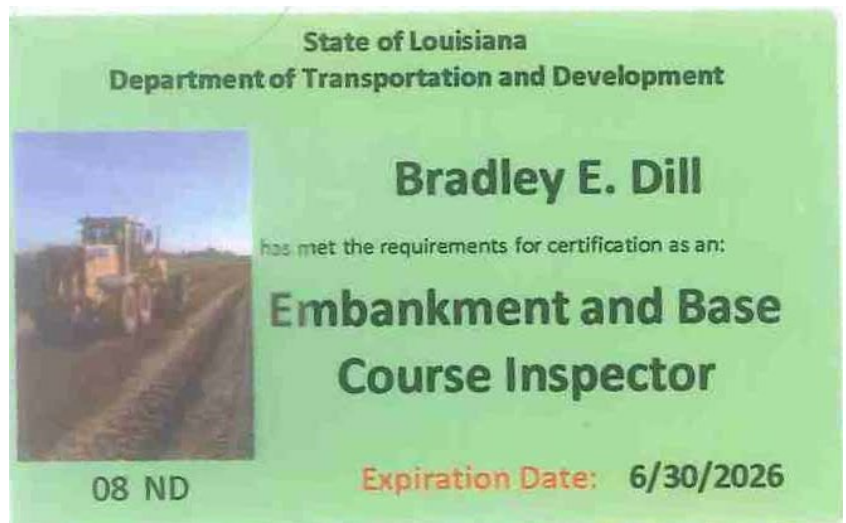 State of Louisiana
Department of Transportation and Development
Bradley E. Dill
has met the requirements for certification as an:
Embankment and Base
Course Inspector
08 ND
Expiration Date: 6/30/2026